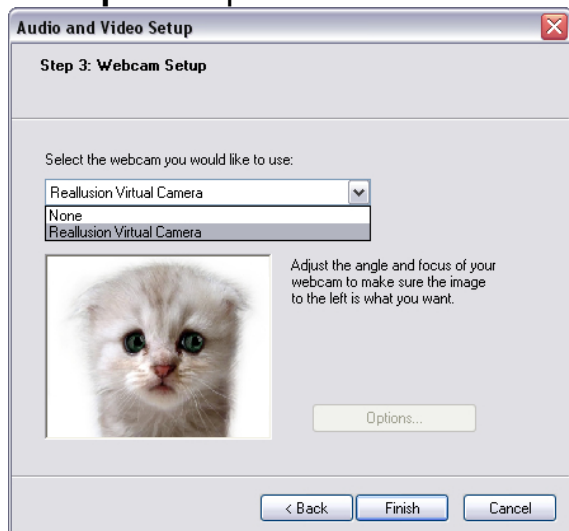 Audio and Video Setup
Step 3: Webcam Setup
Select the webcam you would like to use:
Reallusion Virtual Camera
None
Reallusion Virtual Camera
Adjust the angle and focus of your
webcam to make sure the image
to the left is what you want.
Options...
< Back Finish Cancel